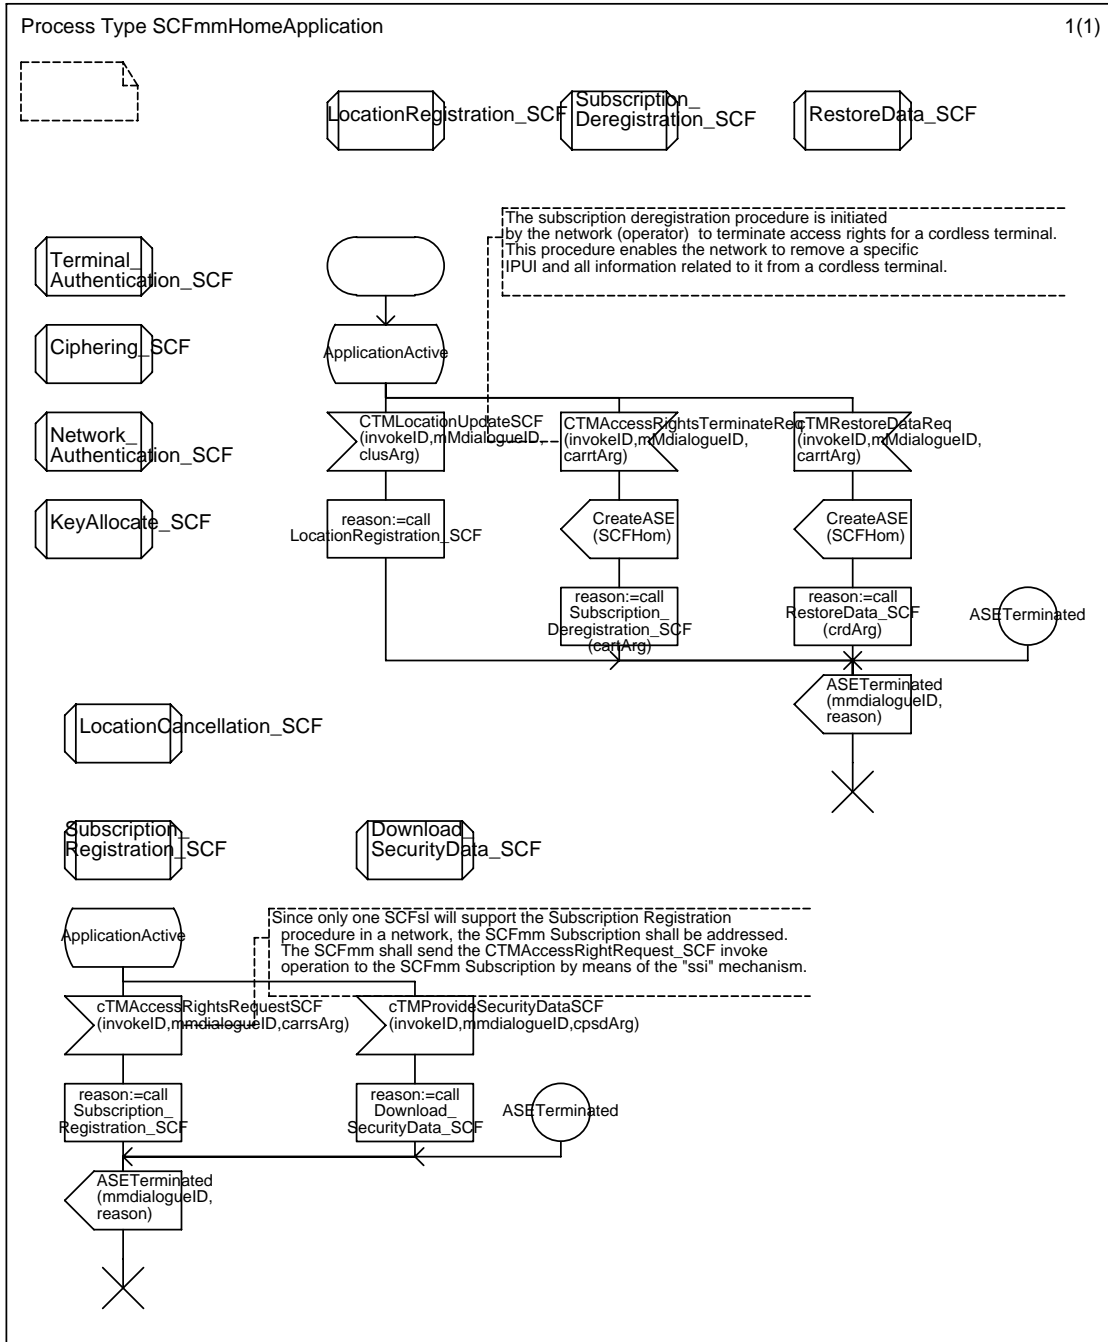 Process Type SCFmmHomeApplication
1(1)
LocationRegistration_SCF
Subscription_
Deregistration_SCF
RestoreData_SCF
The subscription deregistration procedure is initiated
by the network (operator) to terminate access rights for a cordless terminal.
This procedure enables the network to remove a specific
IPUI and all information related to it from a cordless terminal.
Terminal_
Authentication_SCF
Ciphering_SCF
ApplicationActive
Network_
Authentication_SCF
CTMLocationUpdateSCF
(invokeID,mMdialogueID,
clusArg)
CTMAccessRightsTerminateReq
(invokeID,mMdialogueID,
carrtArg)
cTMRestoreDataReq
(invokeID,mMdialogueID,
carrtArg)
KeyAllocate_SCF
reason:=call
LocationRegistration_SCF
CreateASE
(SCFHom)
CreateASE
(SCFHom)
reason:=call
Subscription_
Deregistration_SCF
(cartArg)
reason:=call
RestoreData_SCF
(crdArg)
ASETerminated
ASETerminated
(mmdialogueID,
reason)
LocationCancellation_SCF
Subscription_
Registration_SCF
Download_
SecurityData_SCF
ApplicationActive
Since only one SCFsl will support the Subscription Registration
procedure in a network, the SCFmm Subscription shall be addressed.
The SCFmm shall send the CTMAccessRightRequest_SCF invoke
operation to the SCFmm Subscription by means of the "ssi" mechanism.
cTMAccessRightsRequestSCF
(invokeID,mmdialogueID,carrsArg)
cTMProvideSecurityDataSCF
(invokeID,mmdialogueID,cpsdArg)
reason:=call
Subscription_
Registration_SCF
reason:=call
Download_
SecurityData_SCF
ASETerminated
ASETerminated
(mmdialogueID,
reason)